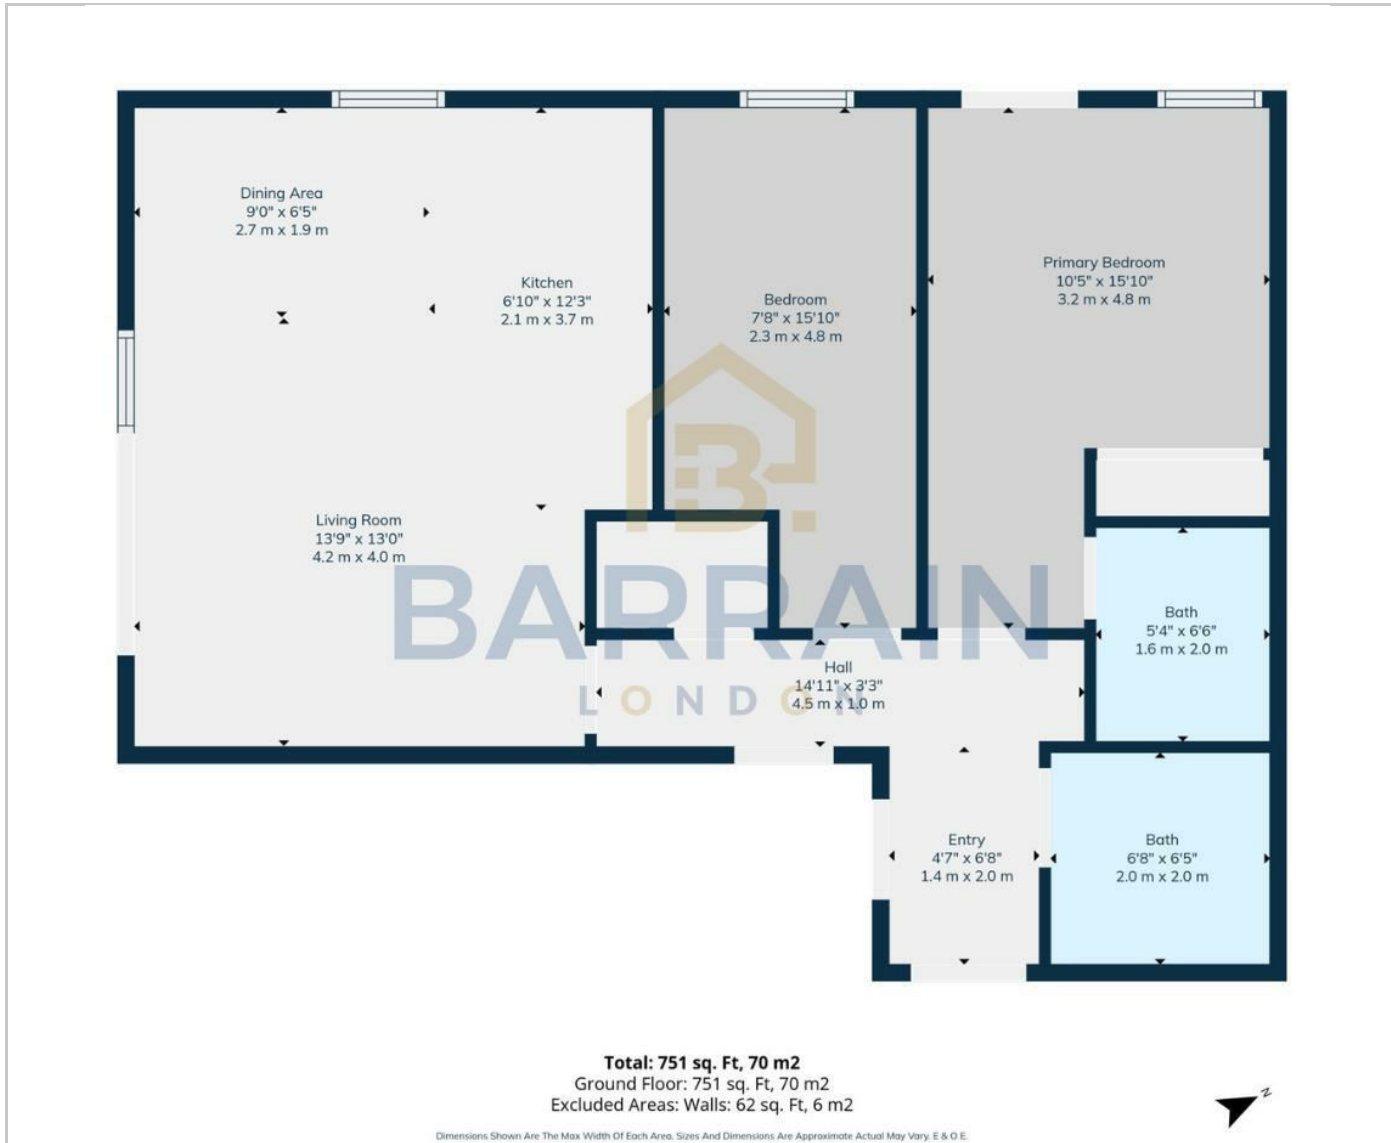 Dining Area
9'0" x 6'5"
2.7 m x 1.9 m
Kitchen
6'10" x 12'3"
2.1 m x 3.7 m
Bedroom
7'8" x 15'10"
2.3 m x 4.8 m
Primary Bedroom
10'5" x 15'10"
3.2 m x 4.8 m
Living Room
13'9" x 13'0"
4.2 m x 4.0 m
B
BARRAIN
LONDON
Hall
14'11" x 3'3"
4.5 m x 1.0 m
Bath
5'4" x 6'6"
1.6 m x 2.0 m
Entry
4'7" x 6'8"
1.4 m x 2.0 m
Bath
6'8" x 6'5"
2.0 m x 2.0 m
Total: 751 sq. Ft, 70 m2
Ground Floor: 751 sq. Ft, 70 m2
Excluded Areas: Walls: 62 sq. Ft, 6 m2
Z
Dimensions Shown Are The Max Width Of Each Area. Sizes And Dimensions Are Approximate Actual May Vary. E & O E.